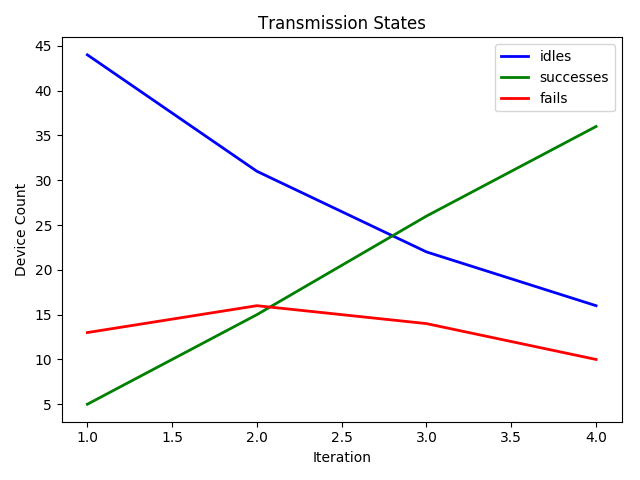 Transmission States
45
40
35
30
25
20
15
10
5
Device Count
idles
successes
fails
1.0 1.5 2.0 2.5 3.0 3.5 4.0
Iteration